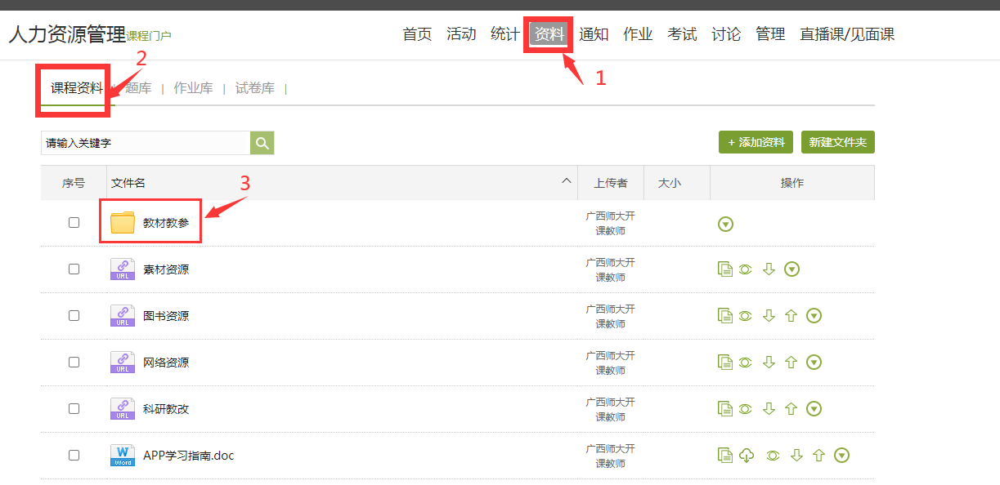 人力资源管理课程门户 首页 活动 统计 资料 通知 作业 考试 讨论 管理 直播课/见面课
2
1
课程资料 题库 | 作业库 | 试卷库 |
请输入关键字 + 添加资料 新建文件夹
序号 文件名 上传者 大小 操作
3
教材教参 广西师大开
课教师
URL 素材资源 广西师大开
课教师
URL 图书资源 广西师大开
课教师
URL 网络资源 广西师大开
课教师
URL 科研教改 广西师大开
课教师
W Word APP学习指南.doc 广西师大开
课教师